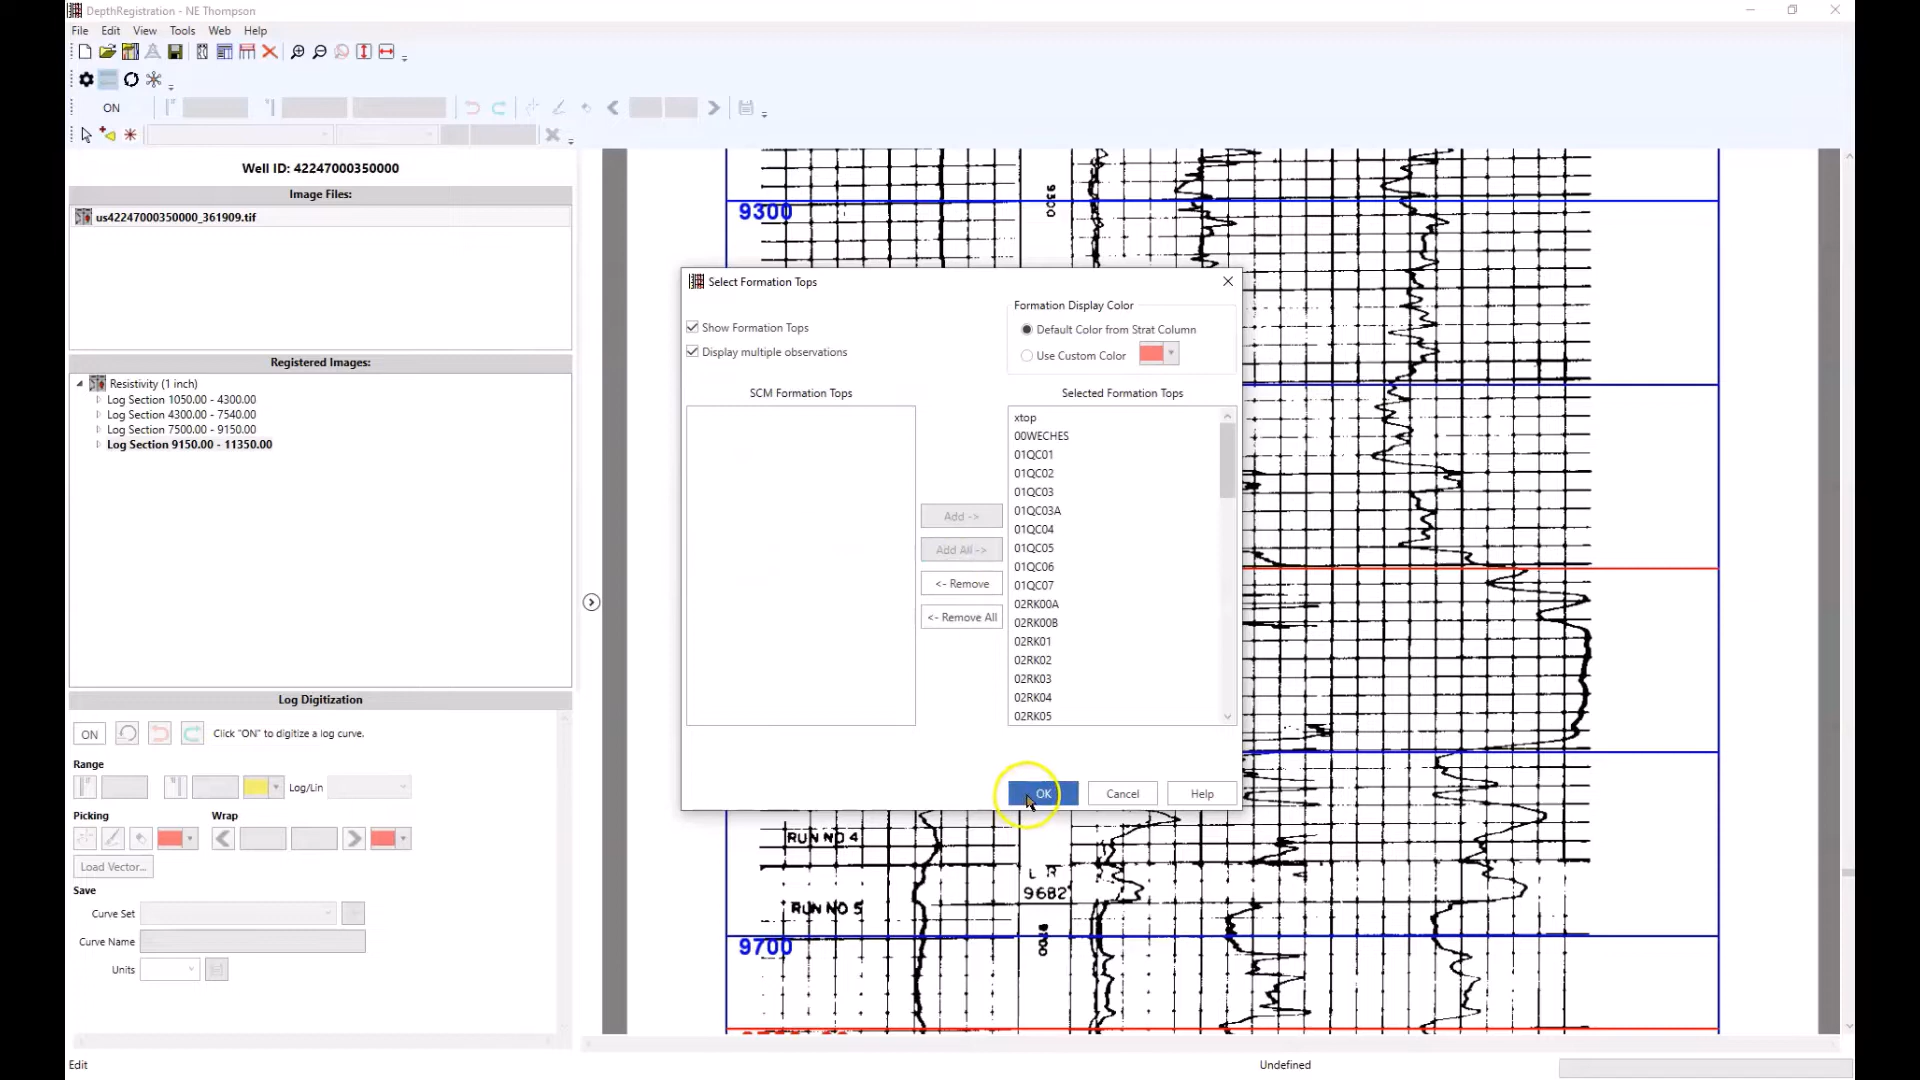 DepthRegistration - NE Thompson
File Edit View Tools Web Help
ON
Well ID: 42247000350000
Image Files:
us42247000350000_361909.tif
Registered Images:
Resistivity (1 inch)
Log Section 1050.00 - 4300.00
Log Section 4300.00 - 7540.00
Log Section 7500.00 - 9150.00
Log Section 9150.00 - 11350.00
Log Digitization
ON
Click "ON" to digitize a log curve.
Range
Log/Lin
Picking
Wrap
Load Vector...
Save
Curve Set
Curve Name
Units
9300
9300
Select Formation Tops
Show Formation Tops
Display multiple observations
Formation Display Color
Default Color from Strat Column
Use Custom Color
SCM Formation Tops
Selected Formation Tops
xtop
00WECHES
01QC01
01QC02
01QC03
01QC03A
01QC04
01QC05
01QC06
01QC07
02RK00A
02RK00B
02RK01
02RK02
02RK03
02RK04
02RK05
Add ->
Add All ->
<- Remove
<- Remove All
OK
Cancel
Help
RUN NO 4
L R
9682
RUN NO 5
9700
Edit
Undefined